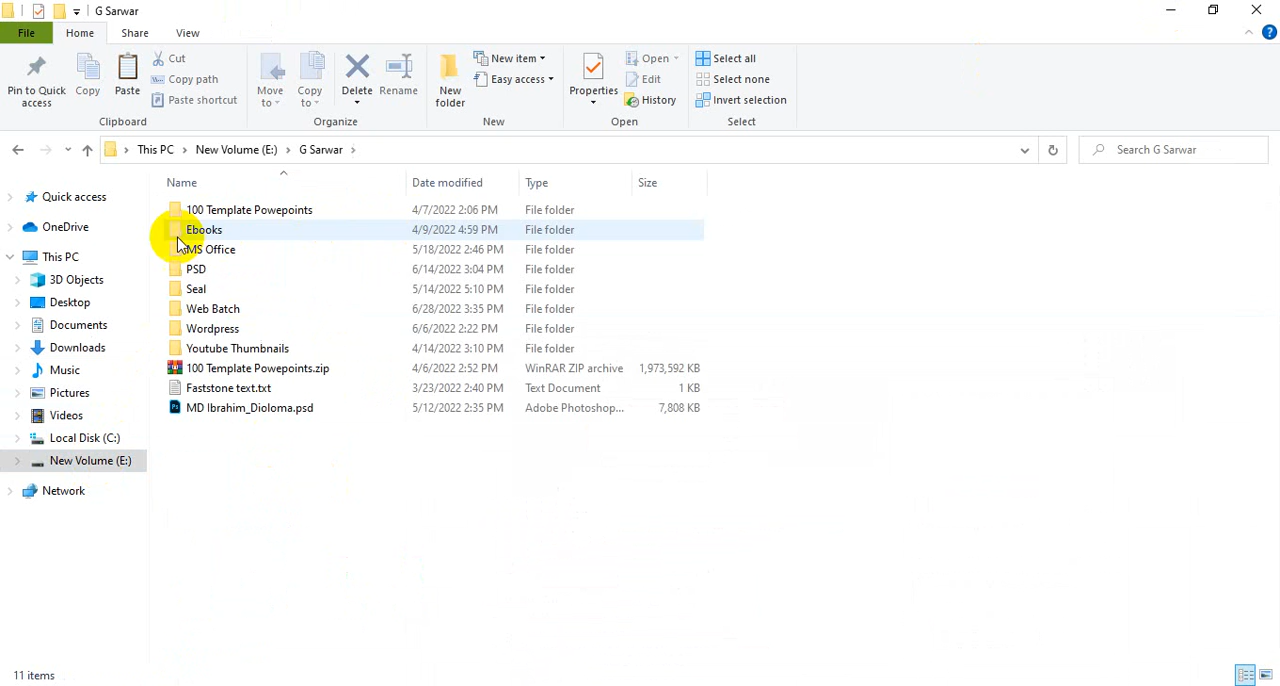 G Sarwar
File Home Share View
Pin to Quick access
Copy
Paste
Cut
Copy path
Paste shortcut
Clipboard
Move to
Copy to
Delete
Rename
Organize
New folder
New item
Easy access
New
Properties
Open
Edit
History
Open
Select all
Select none
Invert selection
Select
This PC New Volume (E:) G Sarwar
Search G Sarwar
Quick access
OneDrive
This PC
3D Objects
Desktop
Documents
Downloads
Music
Pictures
Videos
Local Disk (C:)
New Volume (E:)
Network
Name Date modified Type Size
100 Template Powepoints 4/7/2022 2:06 PM File folder
Ebooks 4/9/2022 4:59 PM File folder
MS Office 5/18/2022 2:46 PM File folder
PSD 6/14/2022 3:04 PM File folder
Seal 5/14/2022 5:10 PM File folder
Web Batch 6/28/2022 3:35 PM File folder
Wordpress 6/6/2022 2:22 PM File folder
Youtube Thumbnails 4/14/2022 3:10 PM File folder
100 Template Powepoints.zip 4/6/2022 2:52 PM WinRAR ZIP archive 1,973,592 KB
Faststone text.txt 3/23/2022 2:40 PM Text Document 1 KB
MD Ibrahim_Dioloma.psd 5/12/2022 2:35 PM Adobe Photoshop... 7,808 KB
11 items